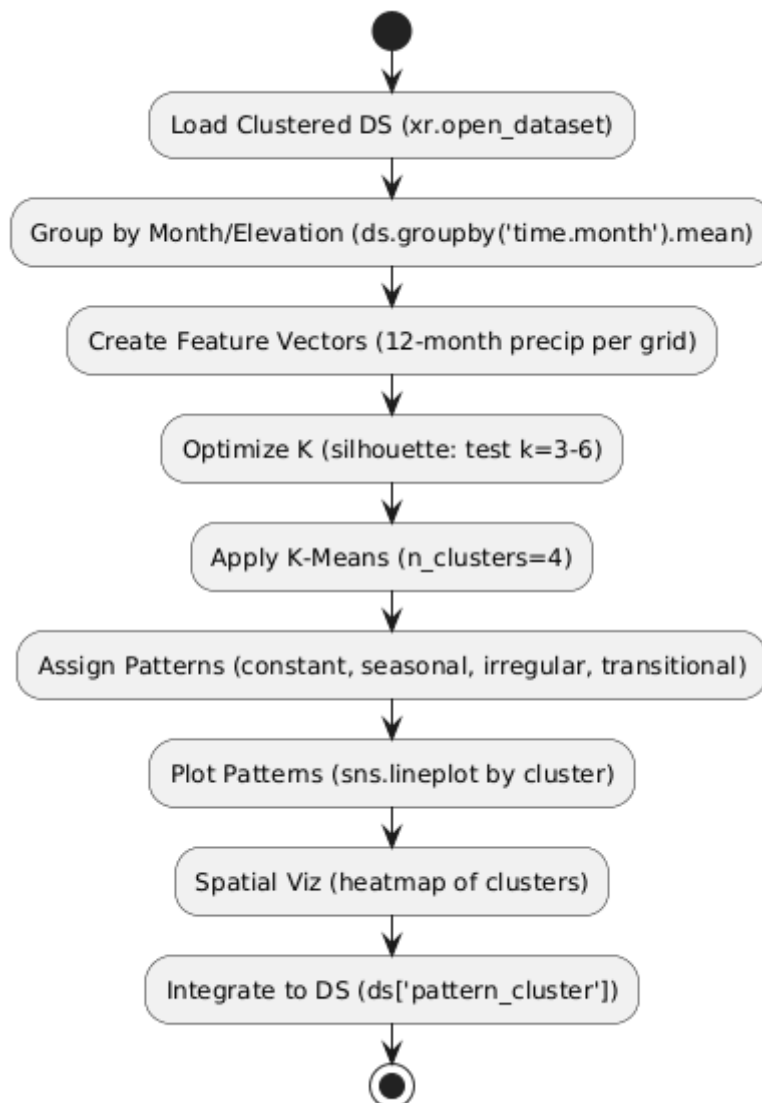 Load Clustered DS (xr.open_dataset)
Group by Month/Elevation (ds.groupby('time.month').mean)
Create Feature Vectors (12-month precip per grid)
Optimize K (silhouette: test k=3-6)
Apply K-Means (n_clusters=4)
Assign Patterns (constant, seasonal, irregular, transitional)
Plot Patterns (sns.lineplot by cluster)
Spatial Viz (heatmap of clusters)
Integrate to DS (ds['pattern_cluster'])